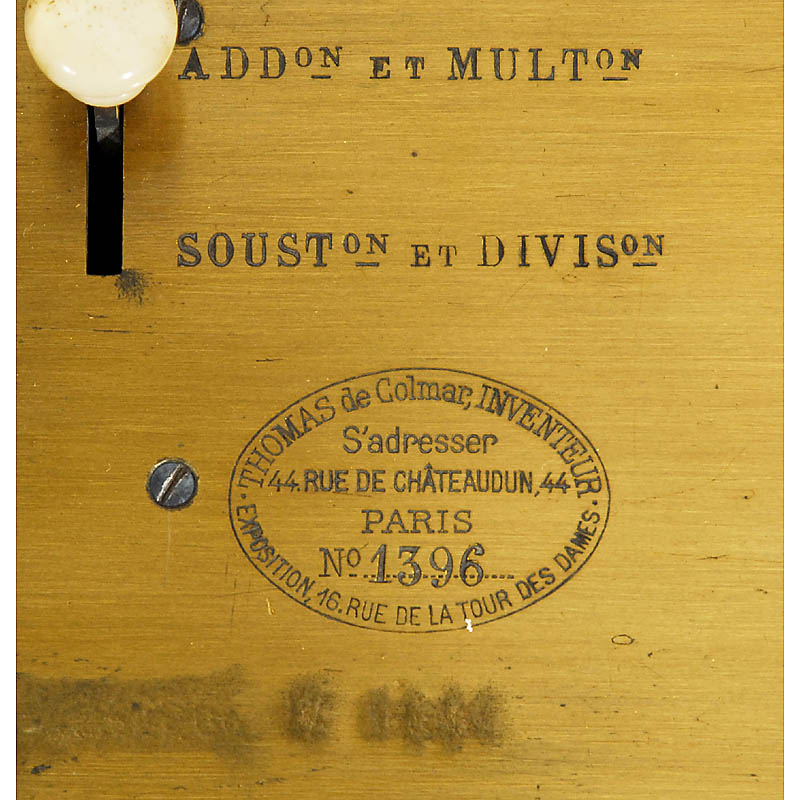 ADDON ET MULTON
SOUSTON ET DIVISON
THOMAS de Colmar, INVENTEUR
S'adresser
44. RUE DE CHÂTEAUDUN, 44
PARIS
No 1396
EXPOSITION, 16. RUE DE LA TOUR DES DAMES